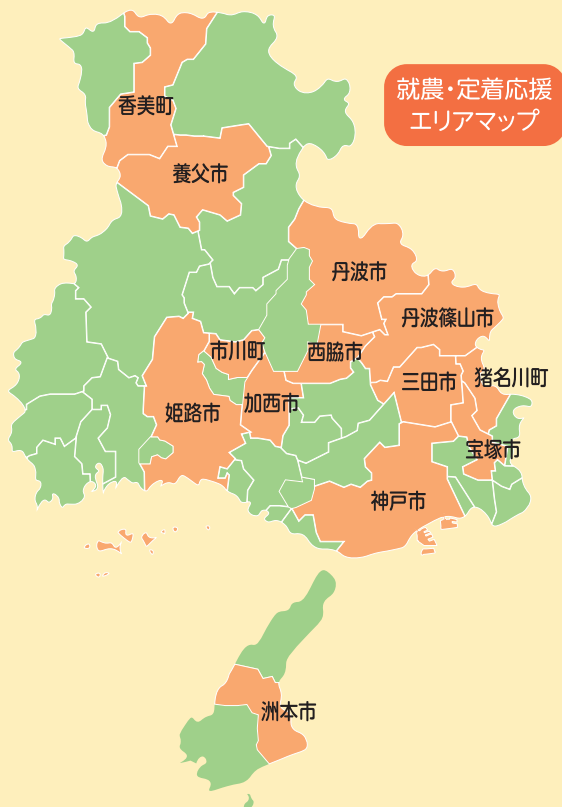 就農・定着応援
エリアマップ
香美町
養父市
丹波市
丹波篠山市
市川町
西脇市
猪名川町
三田市
加西市
姫路市
宝塚市
神戸市
洲本市